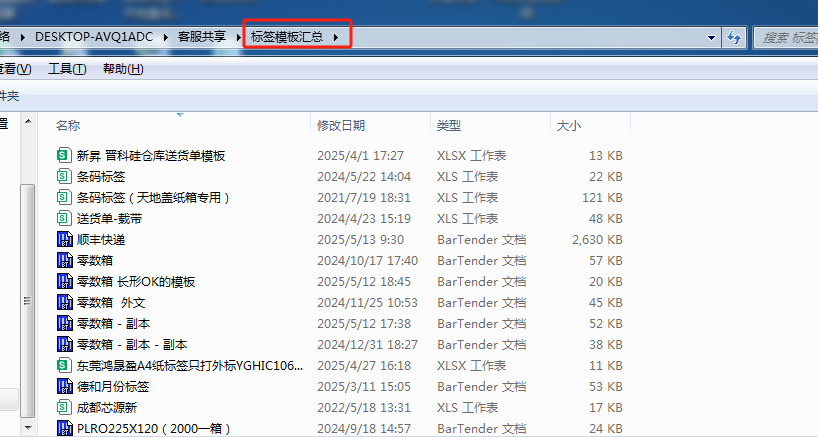 络 ▸ DESKTOP-AVQ1ADC ▸ 客服共享 ▸ 标签模板汇总 ▸ 搜索 标签
查看(V) 工具(T) 帮助(H)
件夹
置 名称 修改日期 类型 大小
新昇 晋科硅仓库送货单模板 2025/4/1 17:27 XLSX 工作表 13 KB
条码标签 2024/5/22 14:04 XLS 工作表 22 KB
条码标签（天地盖纸箱专用） 2021/7/19 18:31 XLS 工作表 121 KB
送货单-载带 2024/4/23 15:19 XLS 工作表 48 KB
顺丰快递 2025/5/13 9:30 BarTender 文档 2,630 KB
零数箱 2024/10/17 17:40 BarTender 文档 57 KB
零数箱 长形OK的模板 2025/5/12 18:45 BarTender 文档 20 KB
零数箱 外文 2024/11/25 10:53 BarTender 文档 45 KB
零数箱 - 副本 2025/5/12 17:38 BarTender 文档 52 KB
零数箱 - 副本 - 副本 2024/12/31 18:27 BarTender 文档 38 KB
东莞鸿晟盈A4纸标签只打外标YGHIC106... 2025/4/27 16:18 XLSX 工作表 11 KB
德和月份标签 2025/3/11 15:05 BarTender 文档 53 KB
成都芯源新 2022/5/18 13:31 XLS 工作表 17 KB
PLRO225X120（2000一箱） 2024/9/18 14:57 BarTender 文档 24 KB